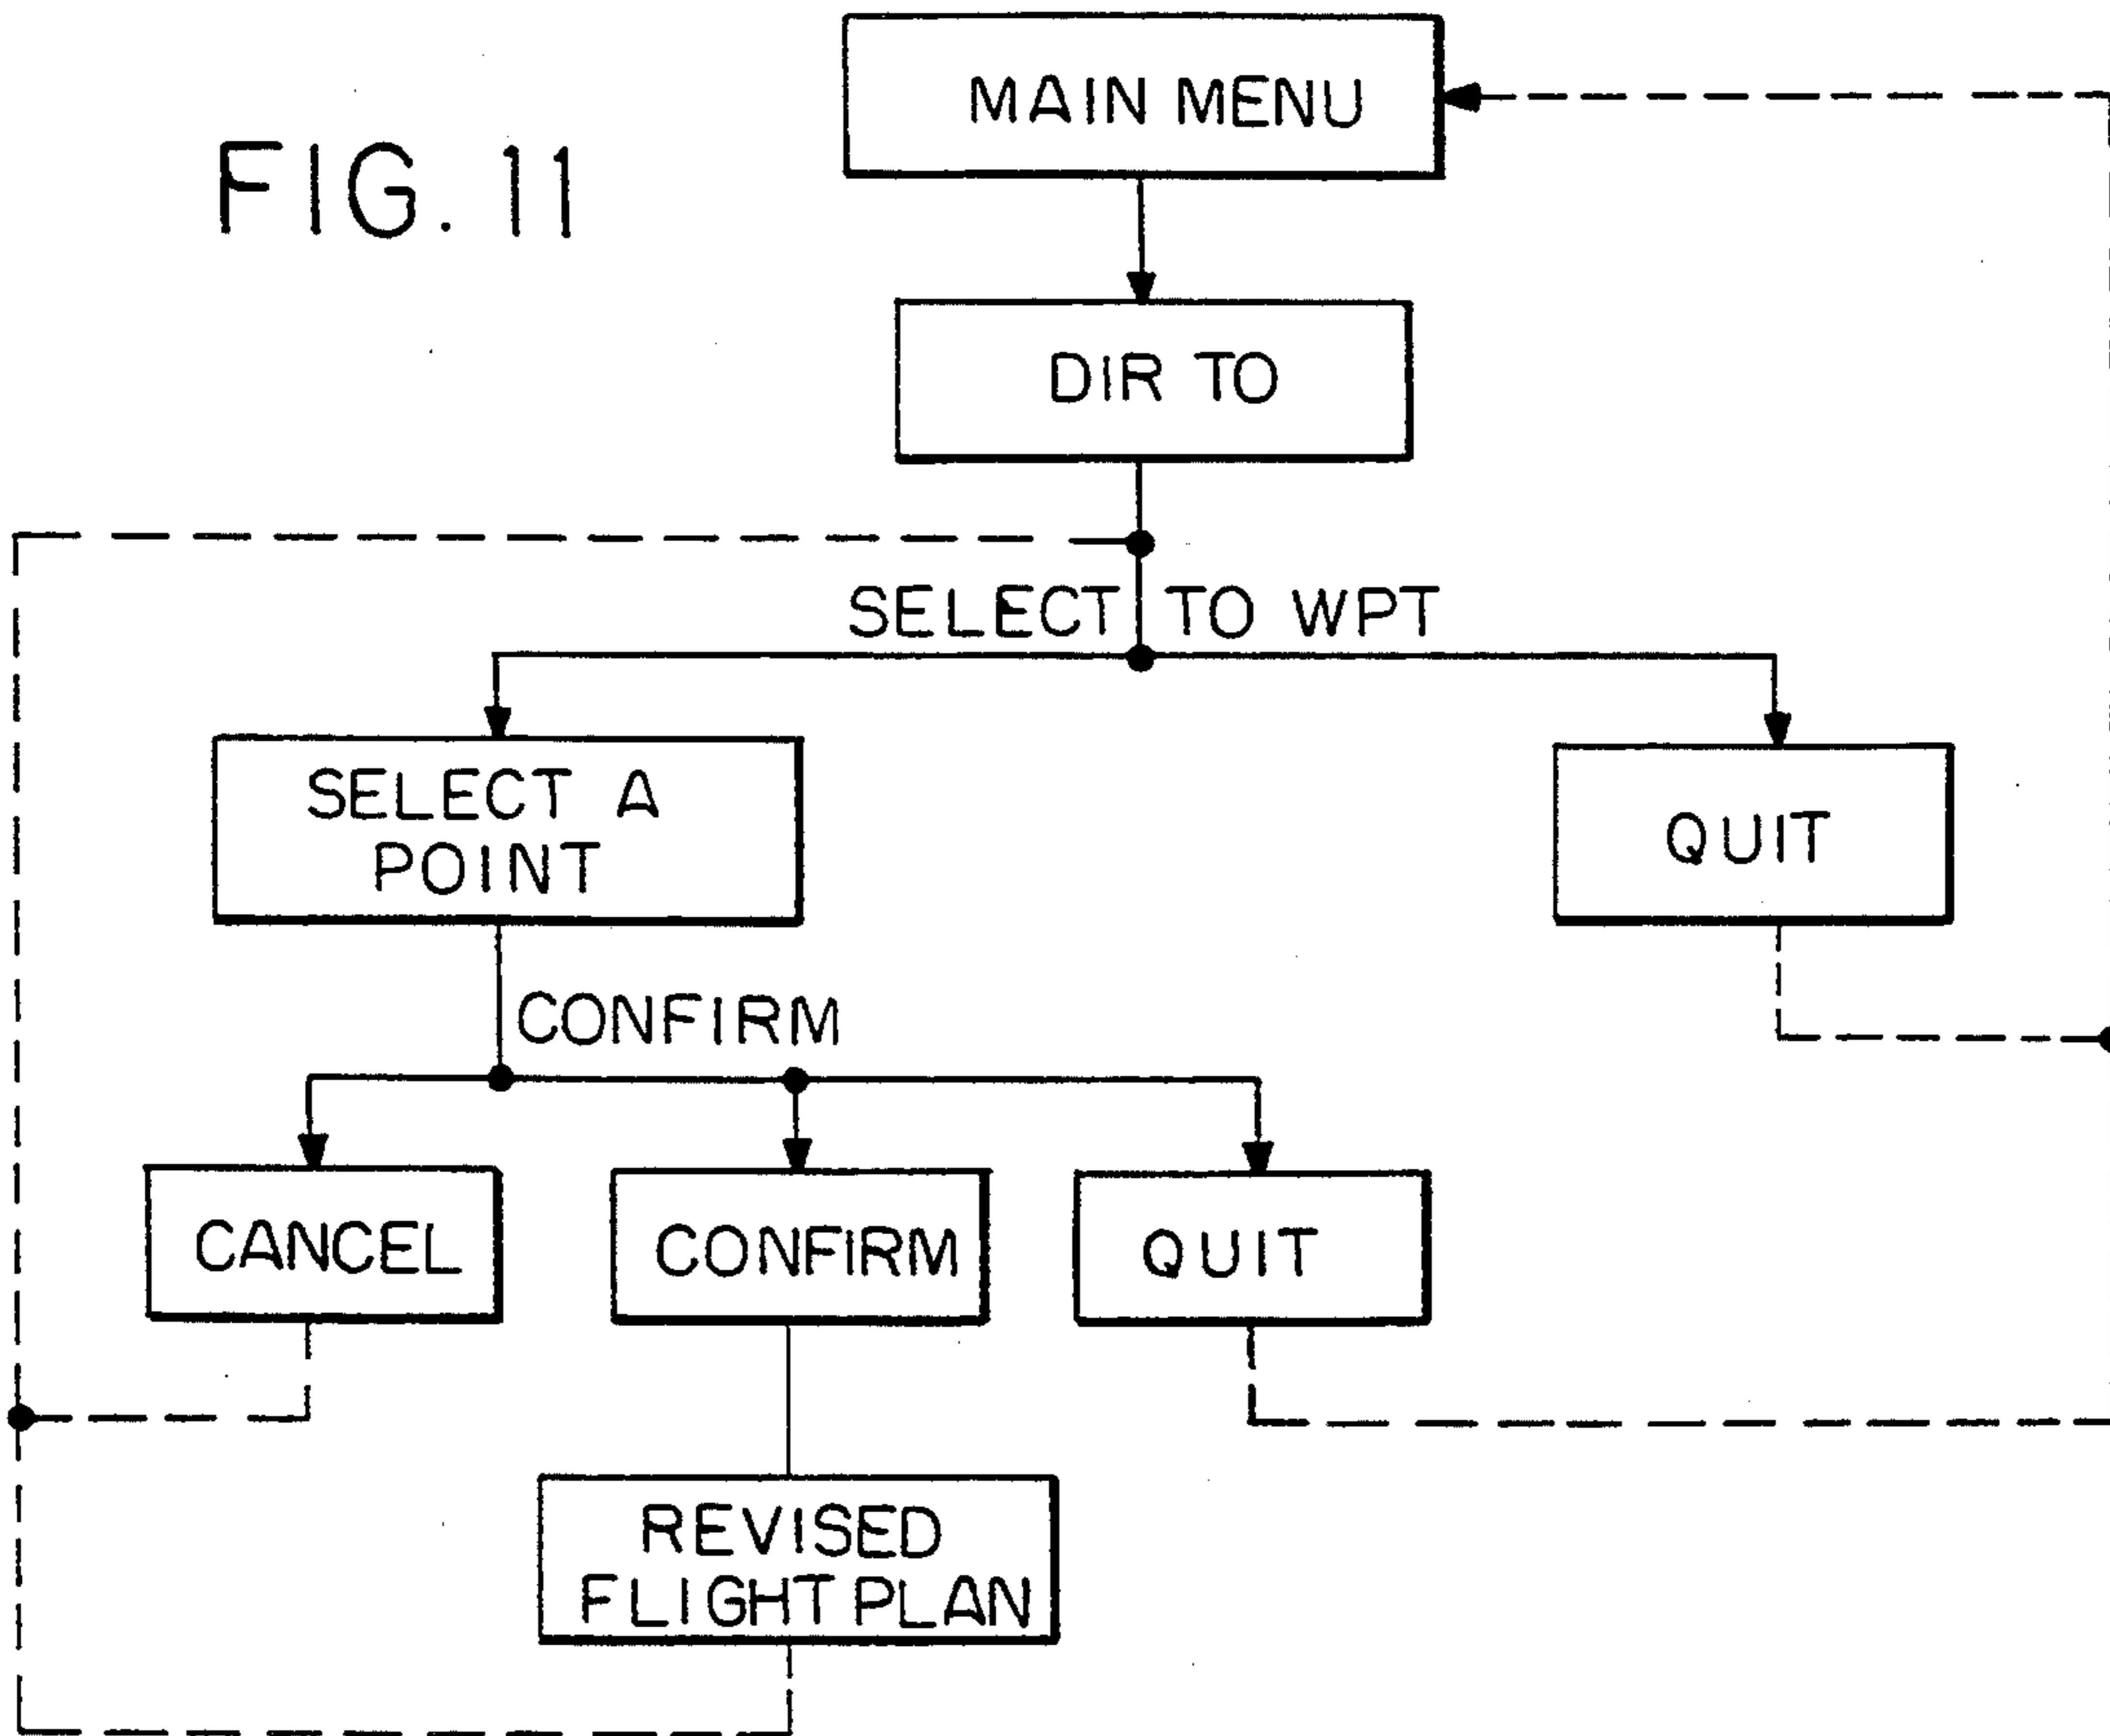 FIG. 11
MAIN MENU
DIR TO
SELECT TO WPT
SELECT A
POINT
QUIT
CONFIRM
CANCEL
CONFIRM
QUIT
REVISED
FLIGHT PLAN